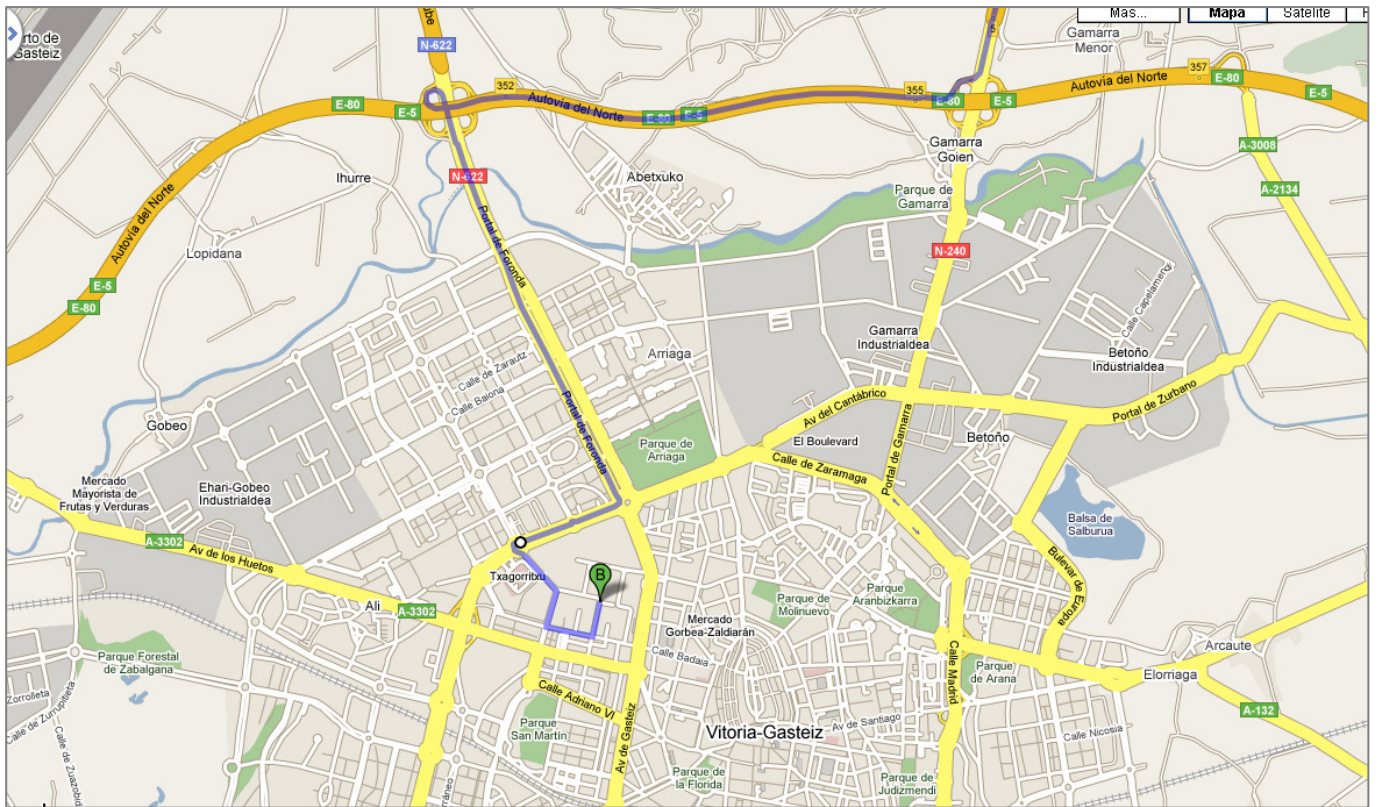 Mas...
Mapa
Satélite
rto de
Gasteiz
N-622
Gamarra
Menor
352
355
357
E-80
E-5
Autovía del Norte
E-80
E-5
E-80
E-5
Autovía del Norte
E-80
E-5
A-3008
A-2134
Gamarra
Goien
Ihurre
N-622
Abetxuko
Parque de
Gamarra
Autovía del Norte
Lopidana
Portal de Foronda
N-240
E-5
E-80
Calle Capelamendi
Arriaga
Gamarra
Industrialdea
Betoño
Industrialdea
Calle de Zarautz
Calle Baiona
Av del Cantábrico
Portal de Zurbano
Gobeo
Portal de Foronda
Parque de
Arriaga
El Boulevard
Portal de Gamarra
Betoño
Calle de Zaramaga
Mercado
Mayorista de
Frutas y Verduras
Ehari-Gobeo
Industrialdea
Balsa de
Salburua
A-3302
Av de los Huetos
Txagorritxu
B
Ali
A-3302
Parque de
Molinuevo
Parque
Aranbizkarra
Bulevar de Europa
Mercado
Gorbea-Zaldiarán
Calle Badaia
Parque Forestal
de Zabalgana
Arcaute
Elorriaga
Parque
de Arana
Calle Madrid
Zorrolleta
Calle de Zurrupitieta
Calle de Zuazobidea
Calle Adriano VI
Parque
San Martín
Av de Gasteiz
A-132
Av de Santiago
Vitoria-Gasteiz
Calle Nicosia
Parque de
la Florida
Parque de
Judizmendi